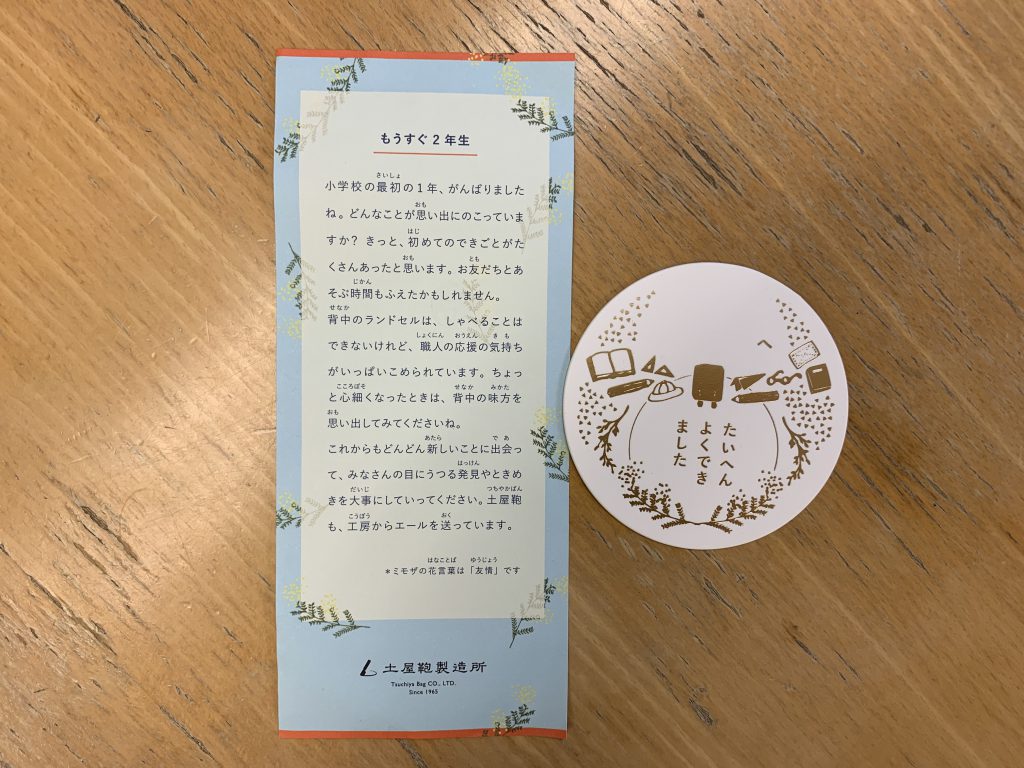 もうすぐ2年生
小学校の最初の1年、がんばりました
ね。どんなことが思い出にのこっていま
すか? きっと、初めてのできごとがた
くさんあったと思います。お友だちとあ
そぶ時間もふえたかもしれません。
背中のランドセルは、しゃべることは
できないけれど、職人の応援の気持ち
がいっぱいこめられています。ちょっ
と心細くなったときは、背中の味方を
思い出してみてくださいね。
これからもどんどん新しいことに出会っ
て、みなさんの目にうつる発見やときめ
きを大事にしていってください。土屋鞄
も、工房からエールを送っています。
*ミモザの花言葉は「友情」です
土屋鞄製造所
Tsuchiya Bag CO., LTD.
Since 1965
へ
たいへん
よくでき
ました